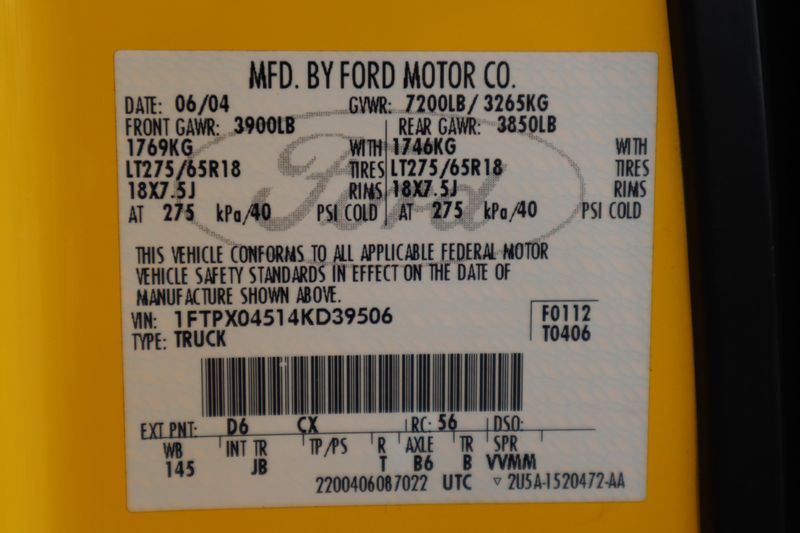 MFD. BY FORD MOTOR CO.
DATE: 06/04 GVWR: 7200LB/ 3265KG
FRONT GAWR: 3900LB REAR GAWR: 3850LB
1769KG WITH 1746KG WITH
LT275/65R18 TIRES LT275/65R18 TIRES
18X7.5J RIMS 18X7.5J RIMS
AT 275 kPa/40 PSI COLD AT 275 kPa/40 PSI COLD
Ford
THIS VEHICLE CONFORMS TO ALL APPLICABLE FEDERAL MOTOR
VEHICLE SAFETY STANDARDS IN EFFECT ON THE DATE OF
MANUFACTURE SHOWN ABOVE.
VIN: 1FTPX04514KD39506 F0112
TYPE: TRUCK T0406
EXT PNT: D6 CX RC: 56 DSO:
WB INT TR TP/PS R AXLE TR SPR
145 JB T B6 B VVMM
2200406087022 UTC ▽ 2U5A-1520472-AA